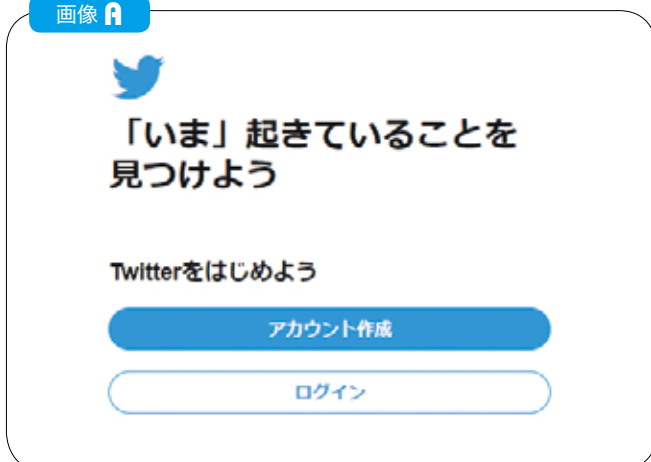 画像 A
「いま」起きていることを
見つけよう
Twitterをはじめよう
アカウント作成
ログイン